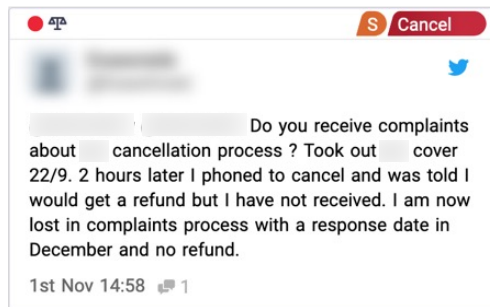 S Cancel
Do you receive complaints
about cancellation process ? Took out cover
22/9. 2 hours later I phoned to cancel and was told I
would get a refund but I have not received. I am now
lost in complaints process with a response date in
December and no refund.
1st Nov 14:58 1